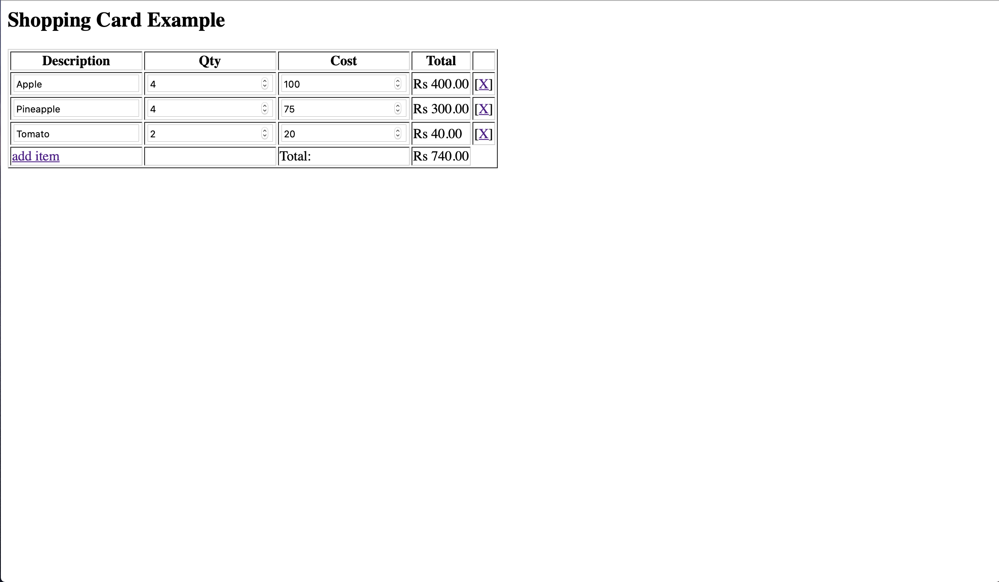 Shopping Card Example
Description Qty Cost Total
Apple 4 100 Rs 400.00 [X]
Pineapple 4 75 Rs 300.00 [X]
Tomato 2 20 Rs 40.00 [X]
add item Total: Rs 740.00